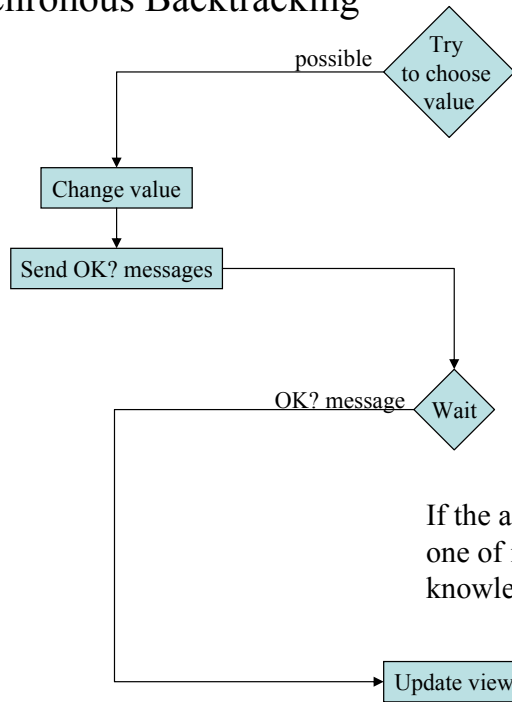 chronous Backtracking
possible
Try
to choose
value
Change value
Send OK? messages
OK? message
Wait
If the a
one of
knowle
Update view